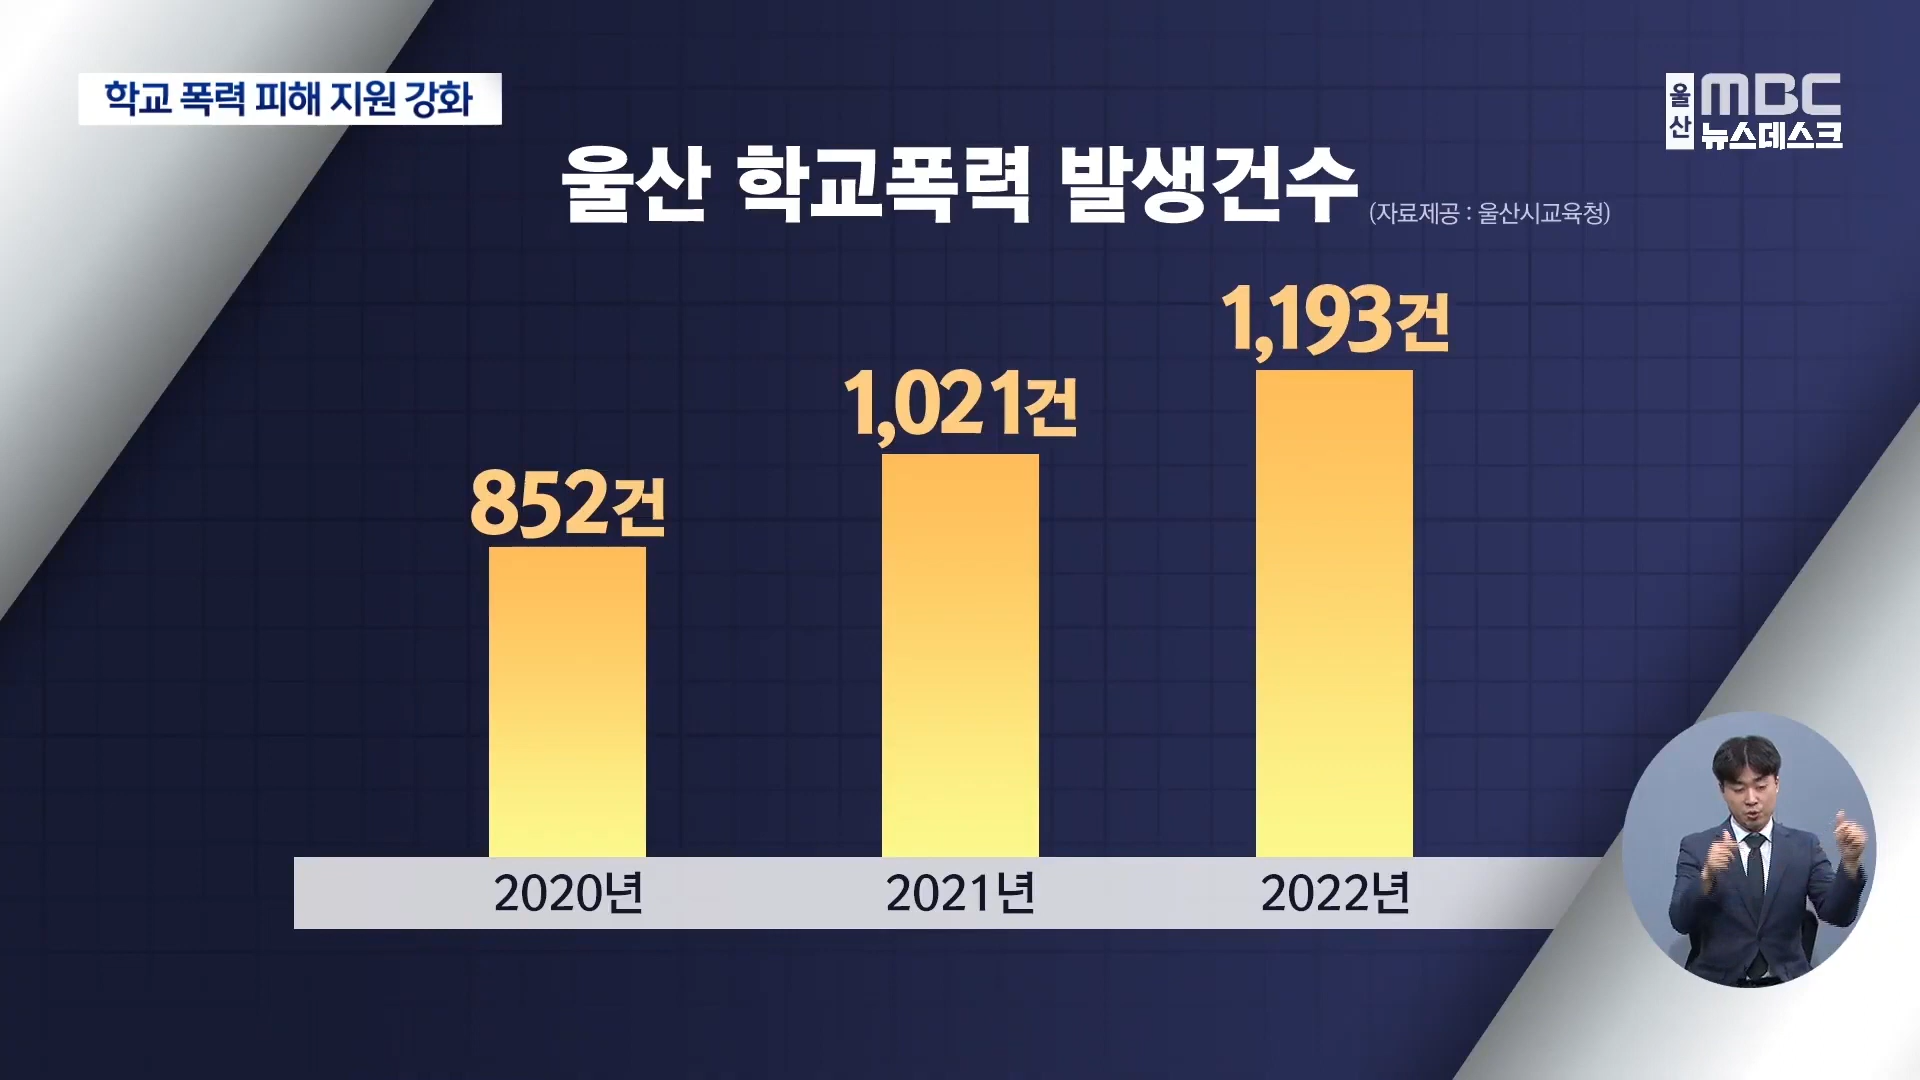 학교 폭력 피해 지원 강화
울산
MBC
뉴스데스크
울산 학교폭력 발생건수
(자료제공 : 울산시교육청)
852건
1,021건
1,193건
2020년
2021년
2022년